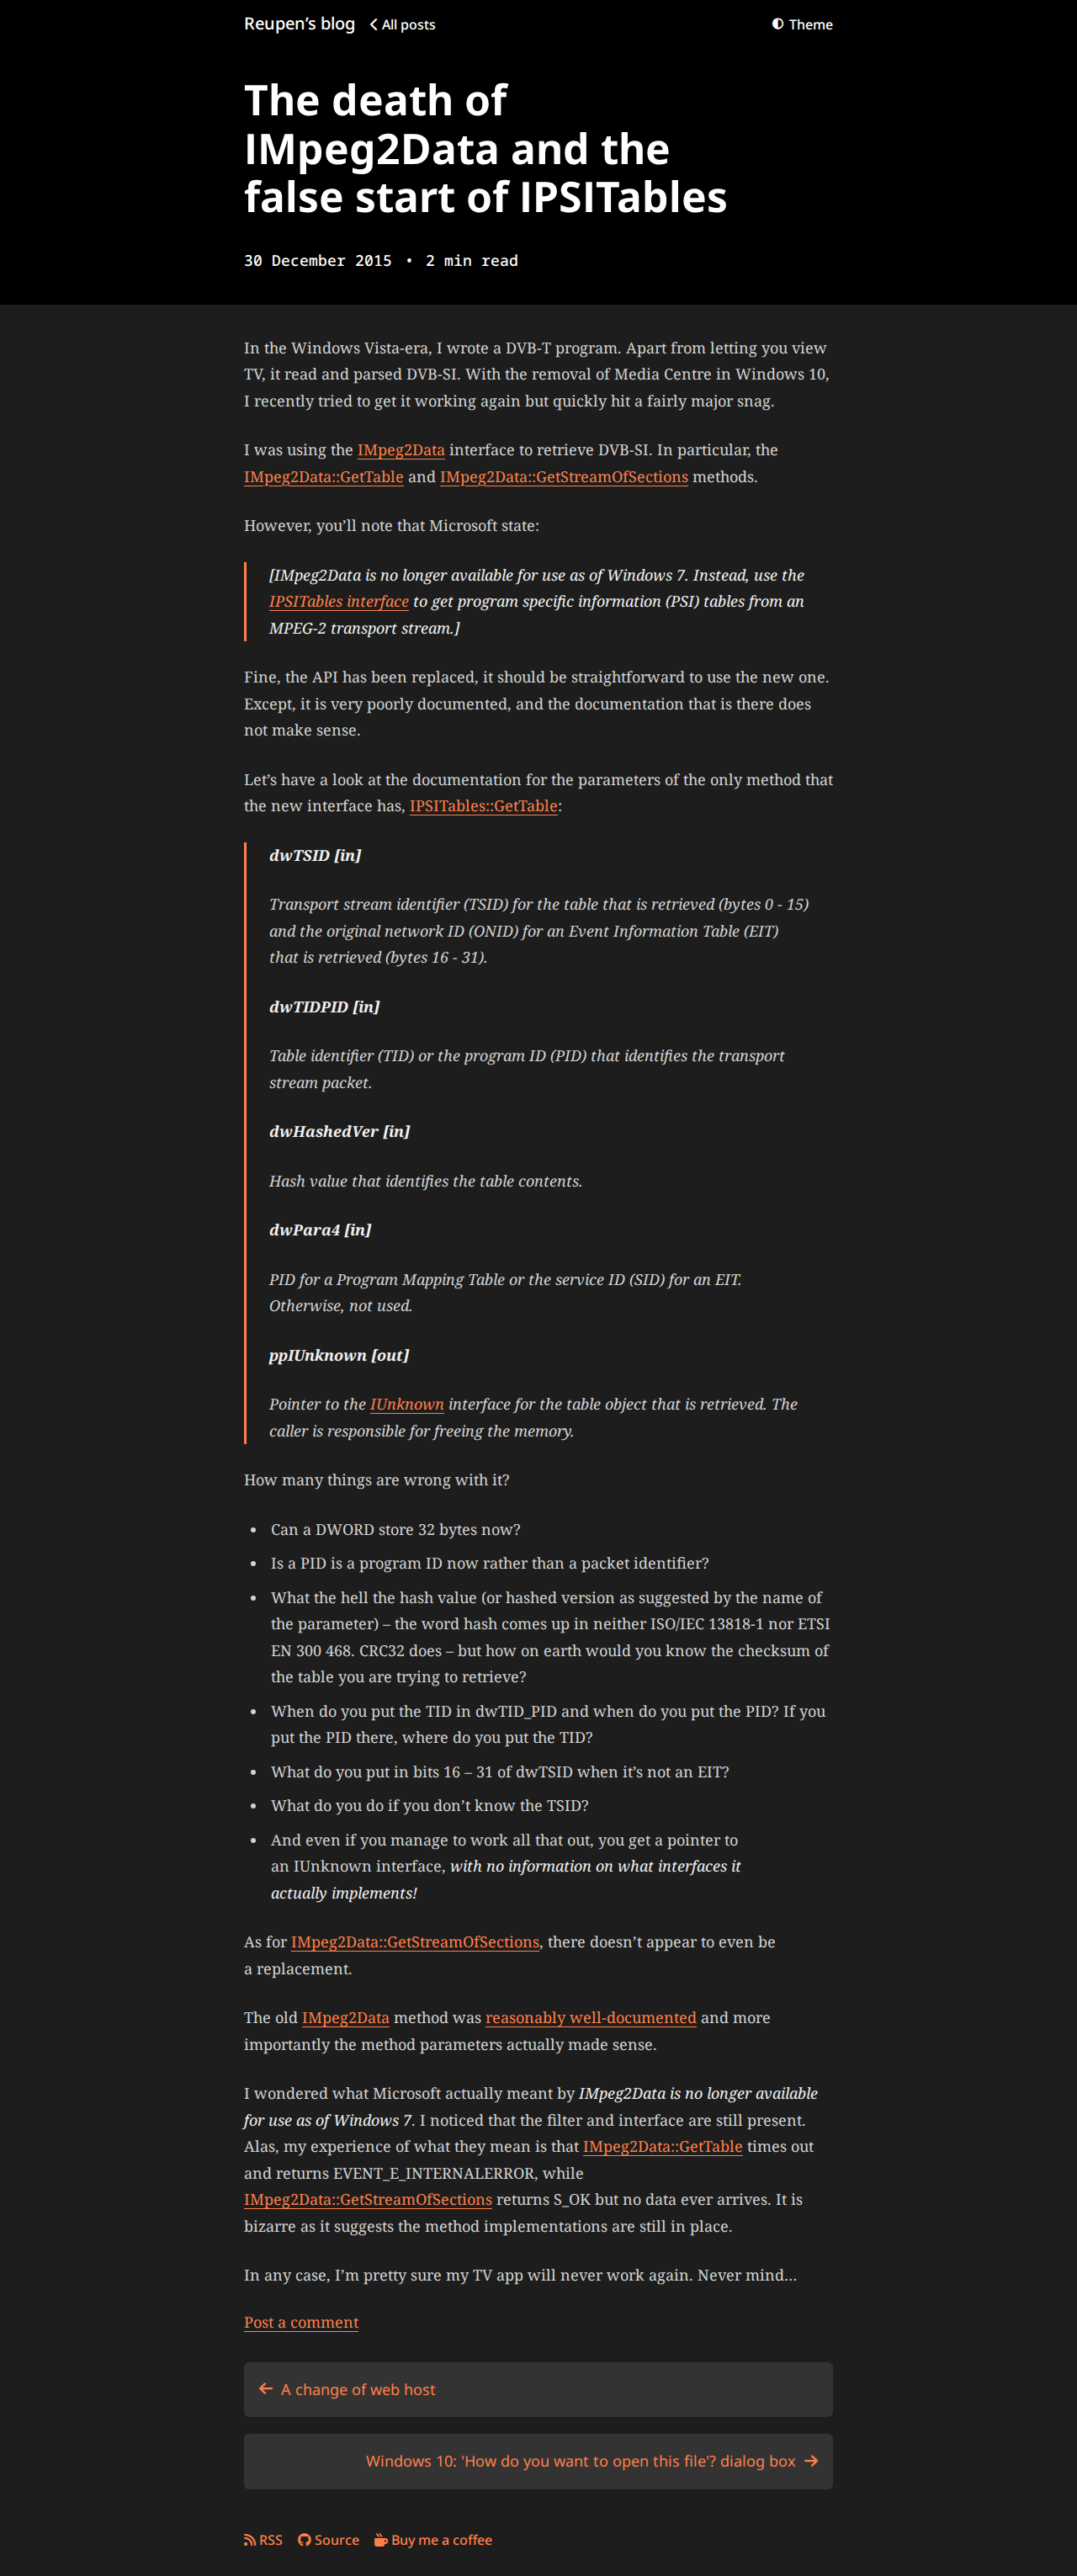 Reupen’s blog All posts Theme
The death of
IMpeg2Data and the
false start of IPSITables
30 December 2015 • 2 min read
In the Windows Vista-era, I wrote a DVB-T program. Apart from letting you view
TV, it read and parsed DVB-SI. With the removal of Media Centre in Windows 10,
I recently tried to get it working again but quickly hit a fairly major snag.
I was using the IMpeg2Data interface to retrieve DVB-SI. In particular, the
IMpeg2Data::GetTable and IMpeg2Data::GetStreamOfSections methods.
However, you’ll note that Microsoft state:
[IMpeg2Data is no longer available for use as of Windows 7. Instead, use the
IPSITables interface to get program specific information (PSI) tables from an
MPEG-2 transport stream.]
Fine, the API has been replaced, it should be straightforward to use the new one.
Except, it is very poorly documented, and the documentation that is there does
not make sense.
Let’s have a look at the documentation for the parameters of the only method that
the new interface has, IPSITables::GetTable:
dwTSID [in]
Transport stream identifier (TSID) for the table that is retrieved (bytes 0 - 15)
and the original network ID (ONID) for an Event Information Table (EIT)
that is retrieved (bytes 16 - 31).
dwTIDPID [in]
Table identifier (TID) or the program ID (PID) that identifies the transport
stream packet.
dwHashedVer [in]
Hash value that identifies the table contents.
dwPara4 [in]
PID for a Program Mapping Table or the service ID (SID) for an EIT.
Otherwise, not used.
ppIUnknown [out]
Pointer to the IUnknown interface for the table object that is retrieved. The
caller is responsible for freeing the memory.
How many things are wrong with it?
• Can a DWORD store 32 bytes now?
• Is a PID is a program ID now rather than a packet identifier?
• What the hell the hash value (or hashed version as suggested by the name of
the parameter) – the word hash comes up in neither ISO/IEC 13818-1 nor ETSI
EN 300 468. CRC32 does – but how on earth would you know the checksum of
the table you are trying to retrieve?
• When do you put the TID in dwTID_PID and when do you put the PID? If you
put the PID there, where do you put the TID?
• What do you put in bits 16 – 31 of dwTSID when it’s not an EIT?
• What do you do if you don’t know the TSID?
• And even if you manage to work all that out, you get a pointer to
an IUnknown interface, with no information on what interfaces it
actually implements!
As for IMpeg2Data::GetStreamOfSections, there doesn’t appear to even be
a replacement.
The old IMpeg2Data method was reasonably well-documented and more
importantly the method parameters actually made sense.
I wondered what Microsoft actually meant by IMpeg2Data is no longer available
for use as of Windows 7. I noticed that the filter and interface are still present.
Alas, my experience of what they mean is that IMpeg2Data::GetTable times out
and returns EVENT_E_INTERNALERROR, while
IMpeg2Data::GetStreamOfSections returns S_OK but no data ever arrives. It is
bizarre as it suggests the method implementations are still in place.
In any case, I’m pretty sure my TV app will never work again. Never mind…
Post a comment
← A change of web host
Windows 10: 'How do you want to open this file'? dialog box →
RSS Source Buy me a coffee